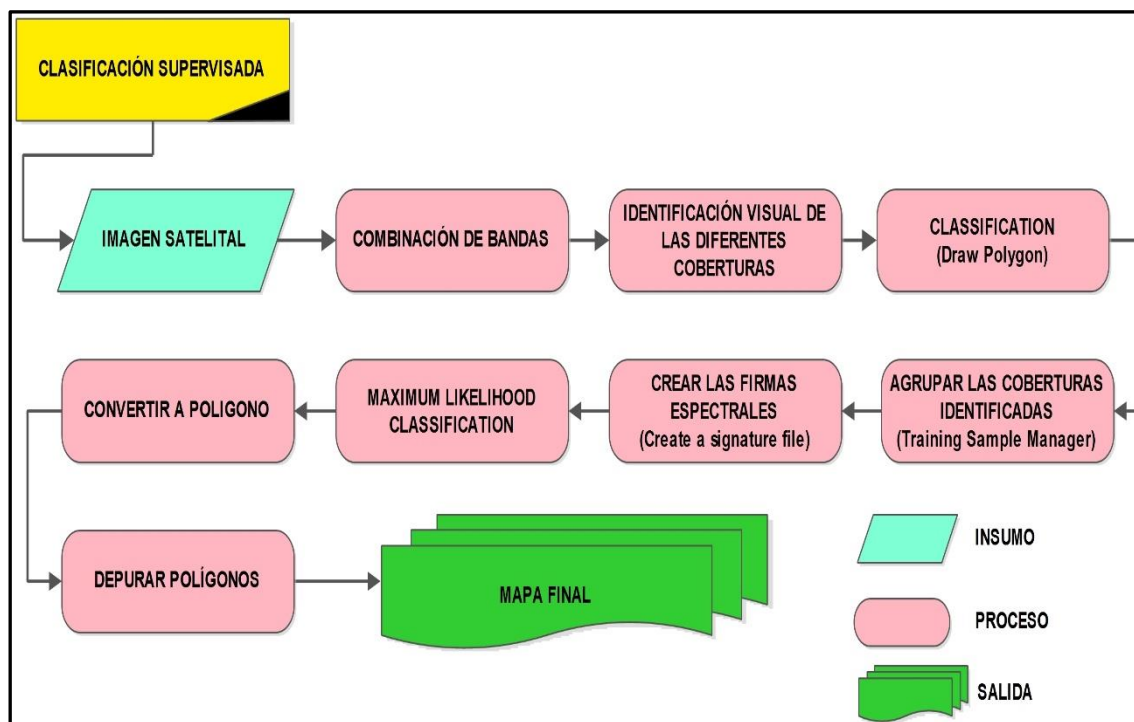 CLASIFICACIÓN SUPERVISADA
IMAGEN SATELITAL
COMBINACIÓN DE BANDAS
IDENTIFICACIÓN VISUAL DE
LAS DIFERENTES
COBERTURAS
CLASSIFICATION
(Draw Polygon)
AGRUPAR LAS COBERTURAS
IDENTIFICADAS
(Training Sample Manager)
CREAR LAS FIRMAS
ESPECTRALES
(Create a signature file)
MAXIMUM LIKELIHOOD
CLASSIFICATION
CONVERTIR A POLIGONO
DEPURAR POLÍGONOS
MAPA FINAL
INSUMO
PROCESO
SALIDA